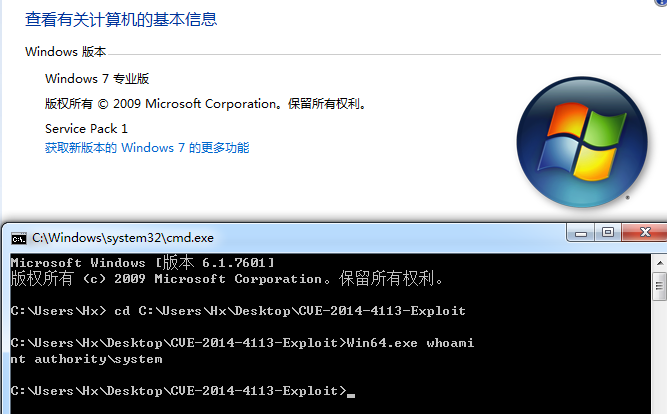 查看有关计算机的基本信息
Windows 版本
Windows 7 专业版
版权所有 © 2009 Microsoft Corporation。保留所有权利。
Service Pack 1
获取新版本的 Windows 7 的更多功能
C:\Windows\system32\cmd.exe
Microsoft Windows [版本 6.1.7601]
版权所有 (c) 2009 Microsoft Corporation。保留所有权利。
C:\Users\Hx> cd C:\Users\Hx\Desktop\CVE-2014-4113-Exploit
C:\Users\Hx\Desktop\CVE-2014-4113-Exploit>Win64.exe whoami
nt authority\system
C:\Users\Hx\Desktop\CVE-2014-4113-Exploit>